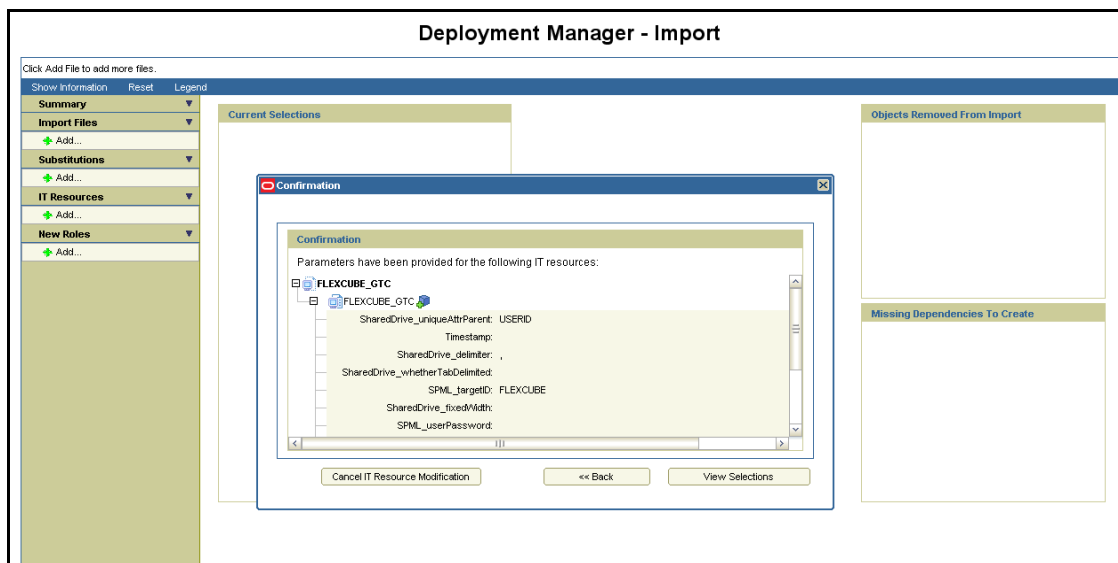 Deployment Manager - Import
Click Add File to add more files.
Show Information Reset Legend
Summary
Import Files
Add...
Substitutions
Add...
IT Resources
Add...
New Roles
Add...
Current Selections
Objects Removed From Import
Missing Dependencies To Create
Confirmation
Confirmation
Parameters have been provided for the following IT resources:
FLEXCUBE_GTC
FLEXCUBE_GTC
SharedDrive_uniqueAttrParent: USERID
Timestamp:
SharedDrive_delimiter: ,
SharedDrive_whetherTabDelimited:
SPML_targetID: FLEXCUBE
SharedDrive_fixedWidth:
SPML_userPassword:
Cancel IT Resource Modification << Back View Selections